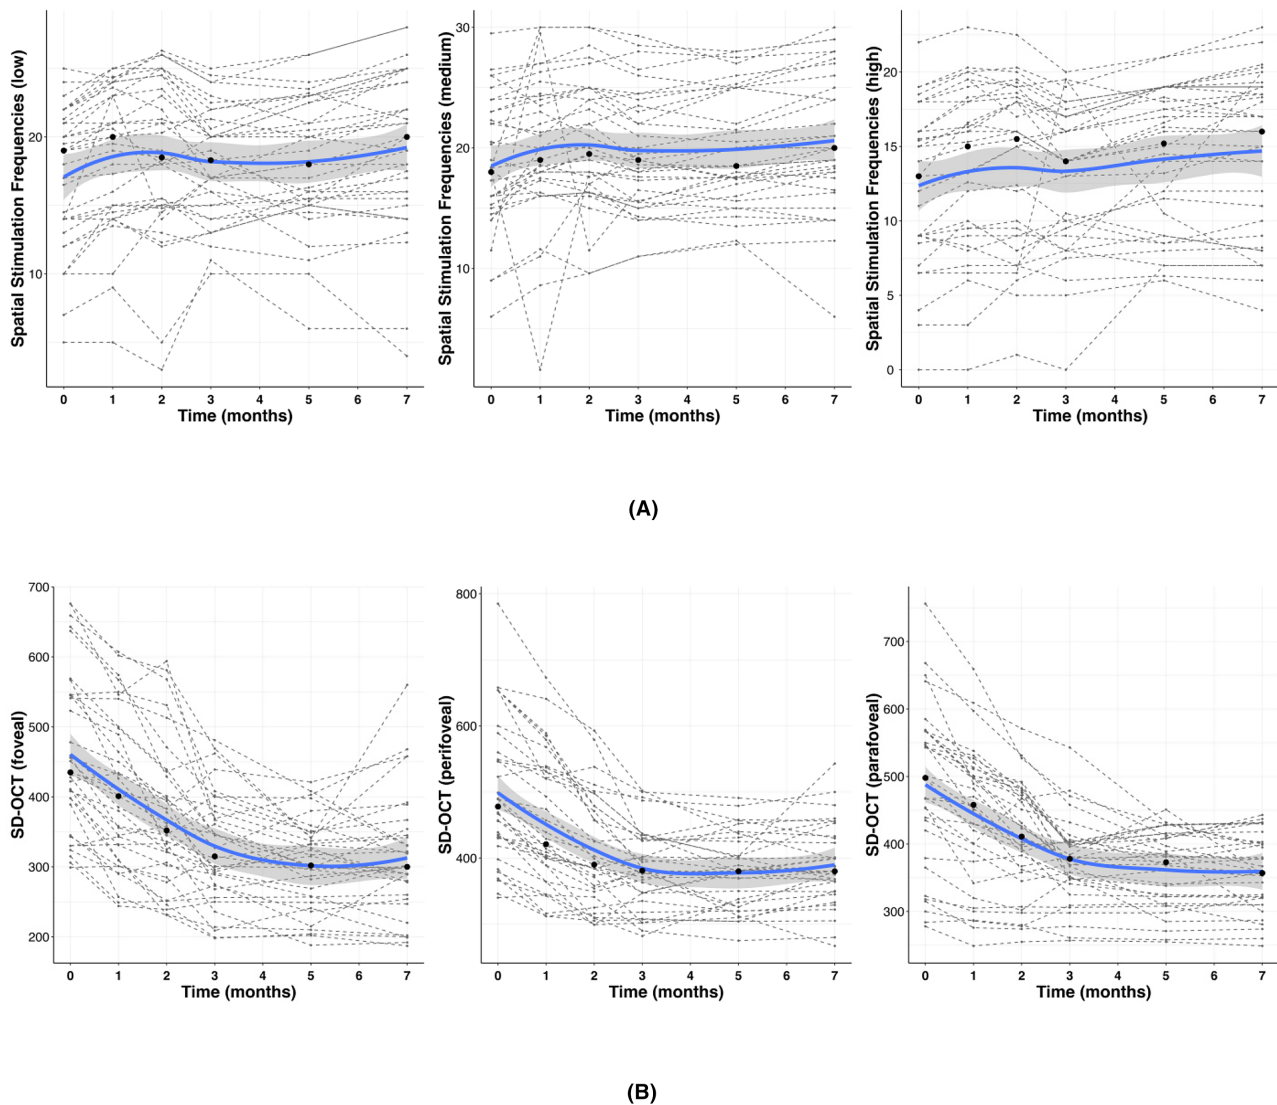 Spatial Stimulation Frequencies (low)
20
10
0 1 2 3 4 5 6 7
Time (months)
Spatial Stimulation Frequencies (medium)
30
20
10
0 1 2 3 4 5 6 7
Time (months)
Spatial Stimulation Frequencies (high)
20
15
10
5
0
0 1 2 3 4 5 6 7
Time (months)
(A)
SD-OCT (foveal)
700
600
500
400
300
200
0 1 2 3 4 5 6 7
Time (months)
SD-OCT (perifoveal)
800
600
400
0 1 2 3 4 5 6 7
Time (months)
SD-OCT (parafoveal)
700
500
400
300
0 1 2 3 4 5 6 7
Time (months)
(B)